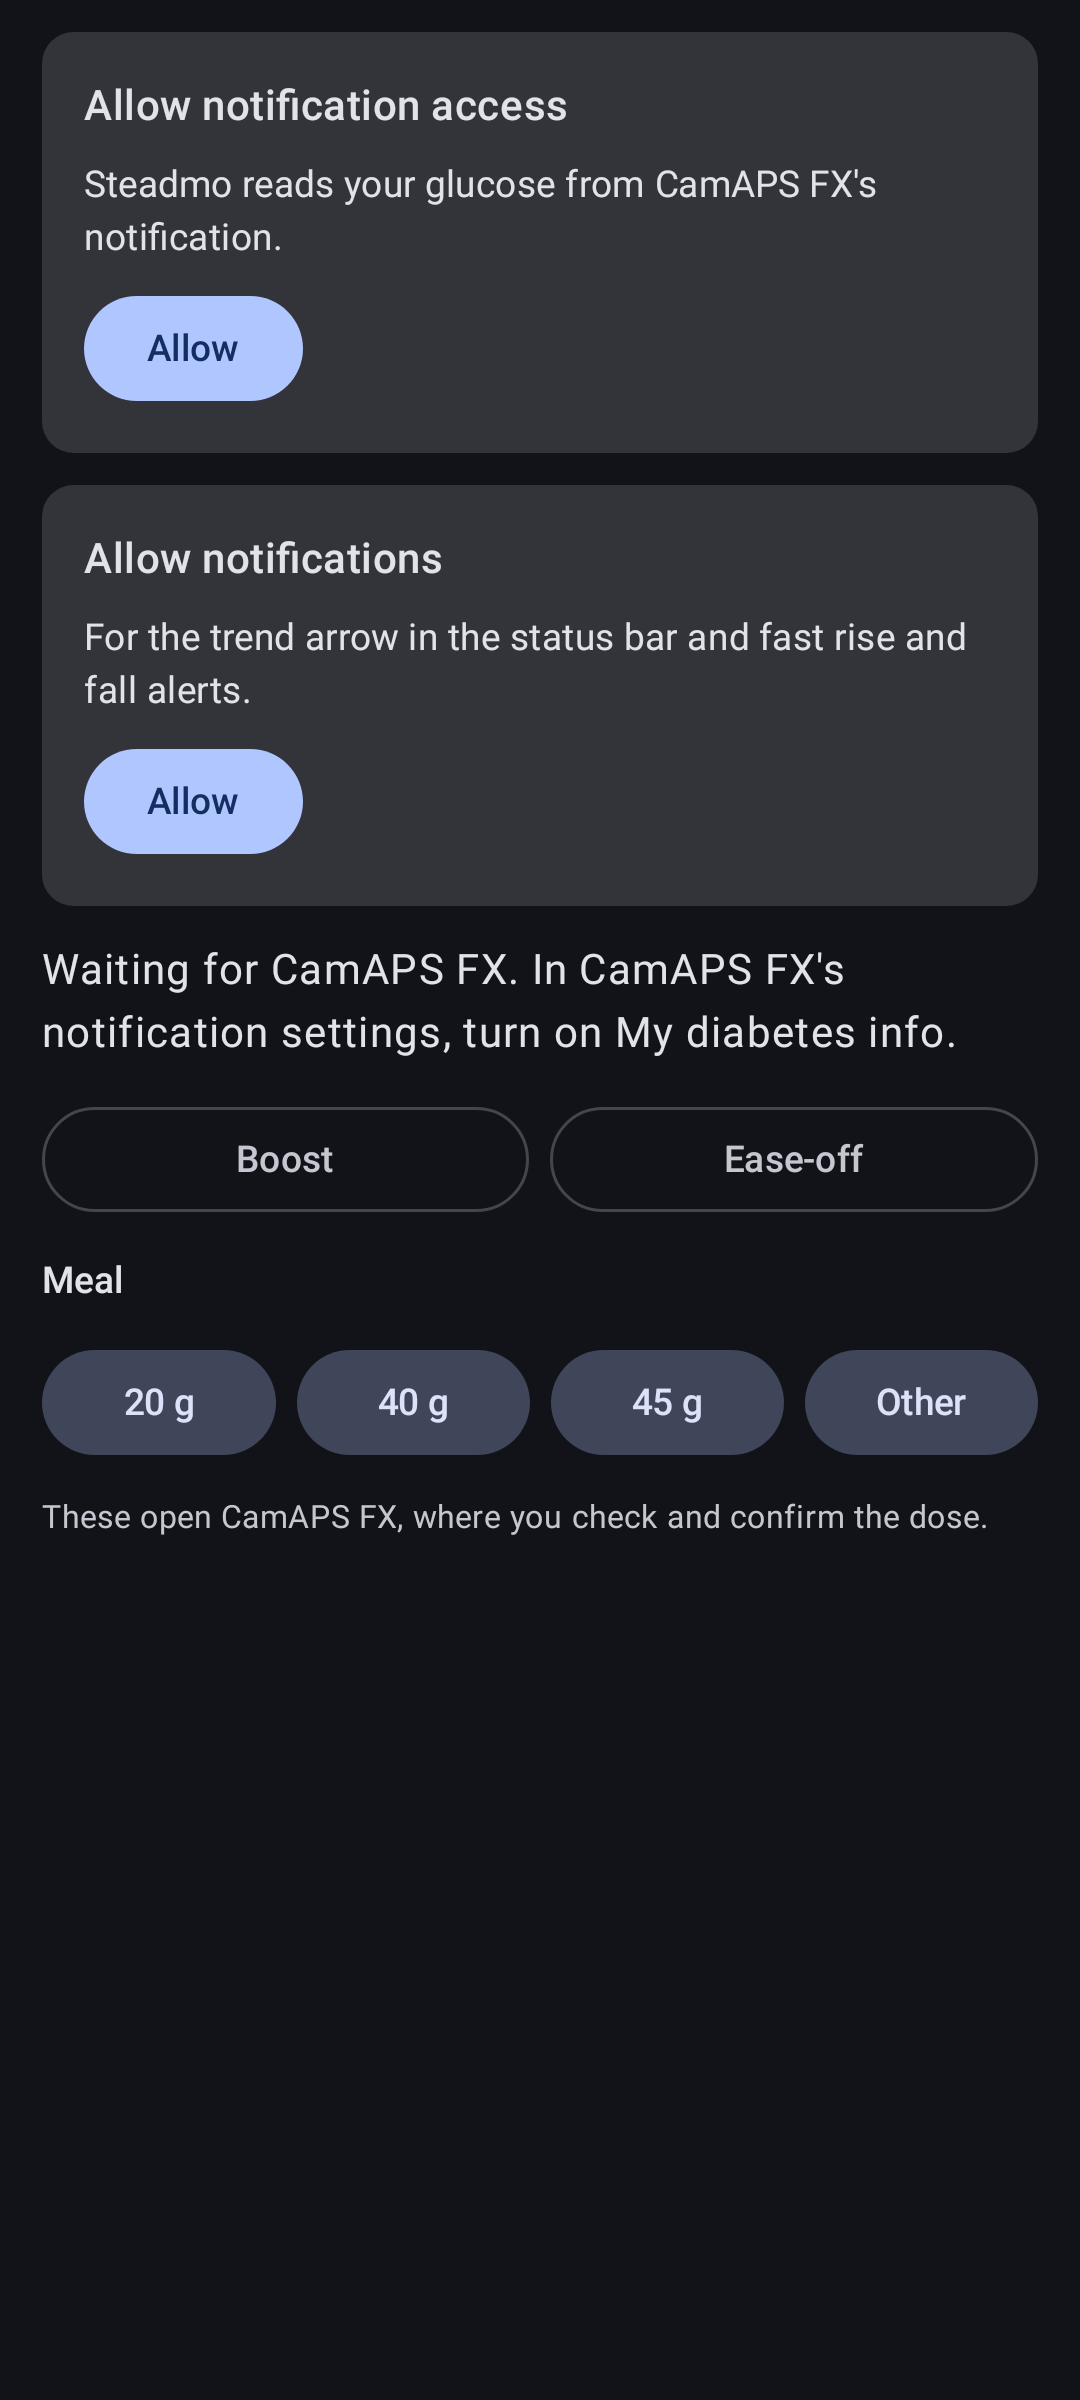 Allow notification access
Steadmo reads your glucose from CamAPS FX's
notification.
Allow
Allow notifications
For the trend arrow in the status bar and fast rise and
fall alerts.
Allow
Waiting for CamAPS FX. In CamAPS FX's
notification settings, turn on My diabetes info.
Boost
Ease-off
Meal
20 g
40 g
45 g
Other
These open CamAPS FX, where you check and confirm the dose.